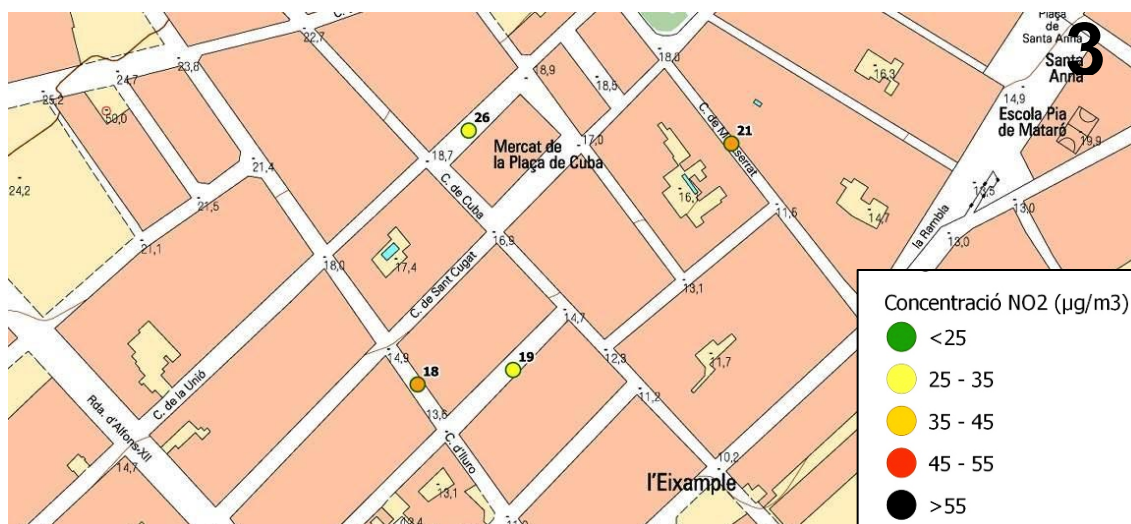 3
Plaça
de
Santa Anna
Santa
Anna
22,7
23,8
24,7
25,2
50,0
18,9
18,5
18,0
16,3
14,9
Escola Pia
de Mataró
19,9
26
Mercat de
la Plaça de Cuba
17,0
C. de Montserrat
21
18,7
21,4
24,2
21,5
C. de Cuba
16,1
14,7
11,6
13,5
13,0
la Rambla
13,0
21,1
18,0
17,4
16,9
C. de Sant Cugat
13,1
14,7
14,9
18
19
12,3
11,7
11,2
13,6
C. de la Unió
Rda. d'Alfons XII
14,7
C. d'Iluro
13,1
10,2
l'Eixample
13,4
Concentració NO2 (µg/m3)
<25
25 - 35
35 - 45
45 - 55
>55